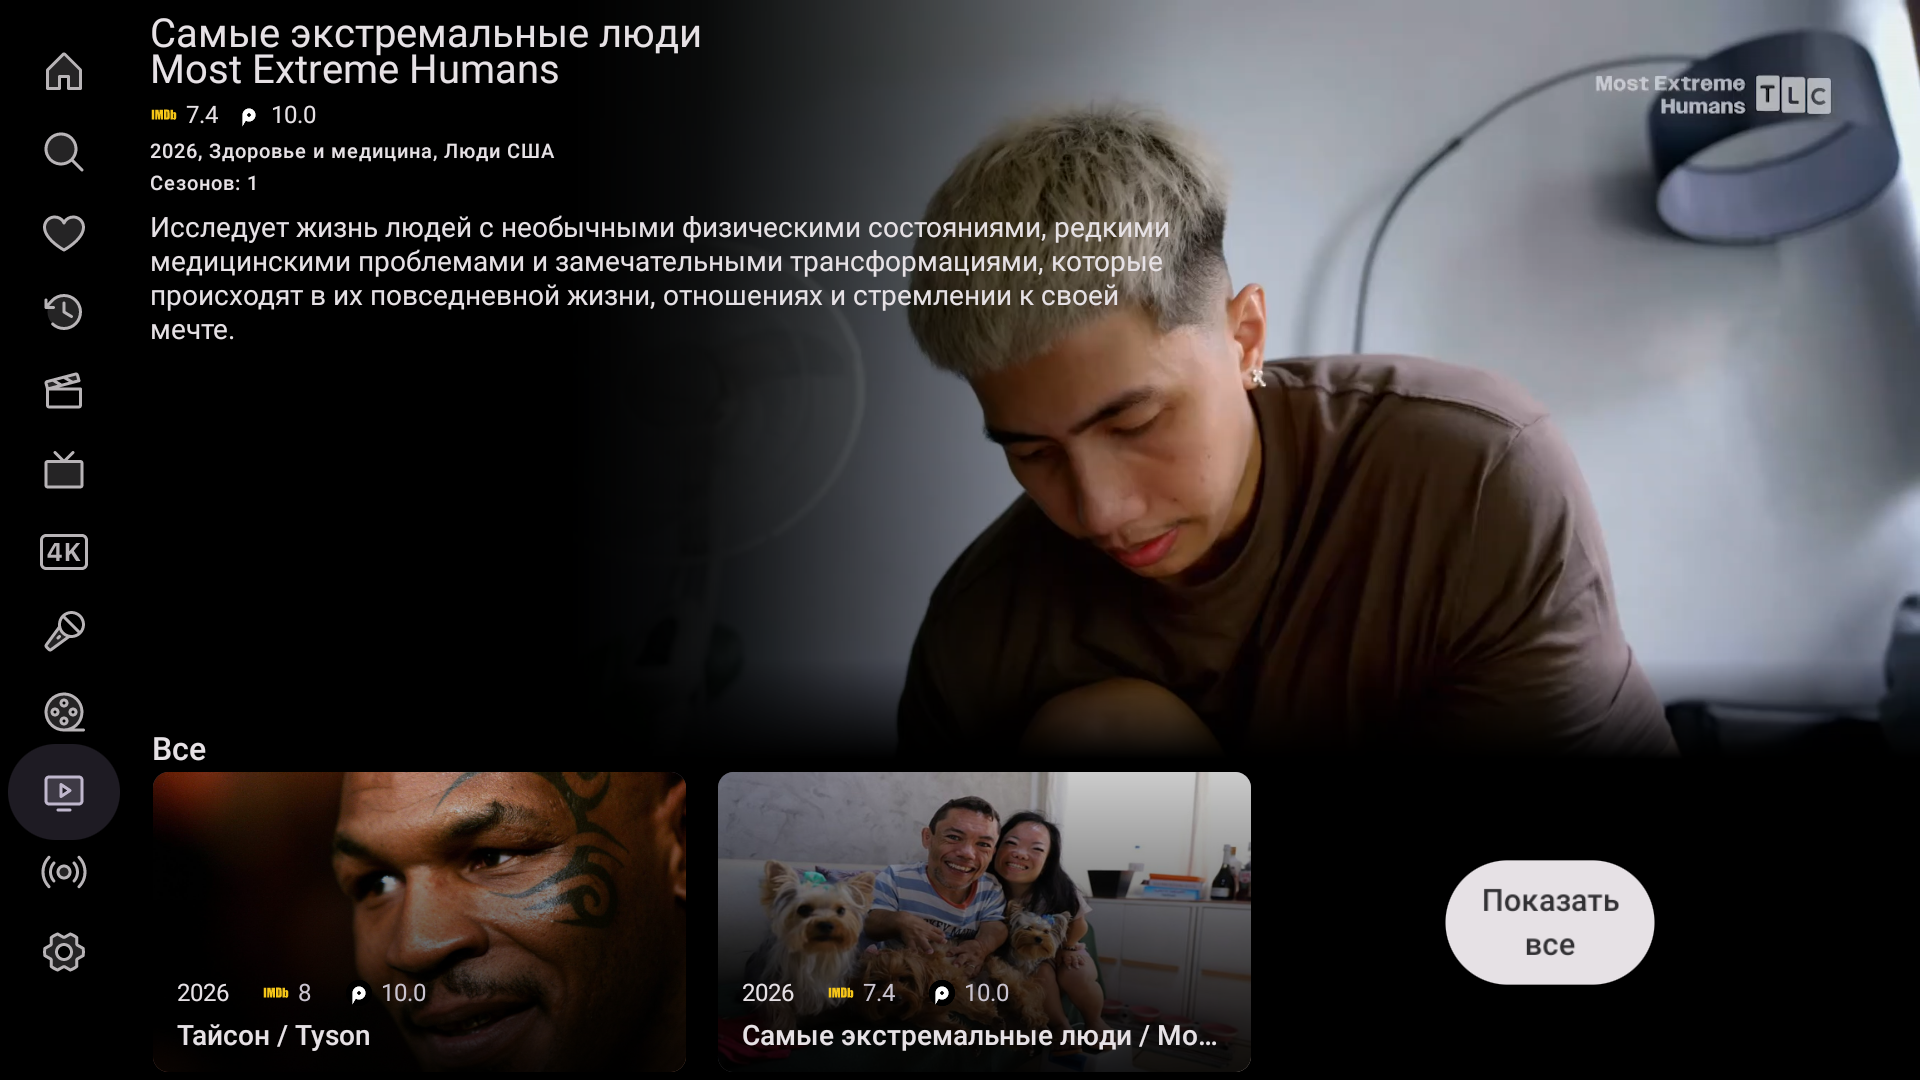 Самые экстремальные люди
Most Extreme Humans
IMDb 7.4 10.0
2026, Здоровье и медицина, Люди США
Сезонов: 1
Исследует жизнь людей с необычными физическими состояниями, редкими
медицинскими проблемами и замечательными трансформациями, которые
происходят в их повседневной жизни, отношениях и стремлении к своей
мечте.
Most Extreme
Humans
TLC
4K
Все
2026 IMDb 8 10.0
Тайсон / Tyson
2026 IMDb 7.4 10.0
Самые экстремальные люди / Mo...
Показать
все